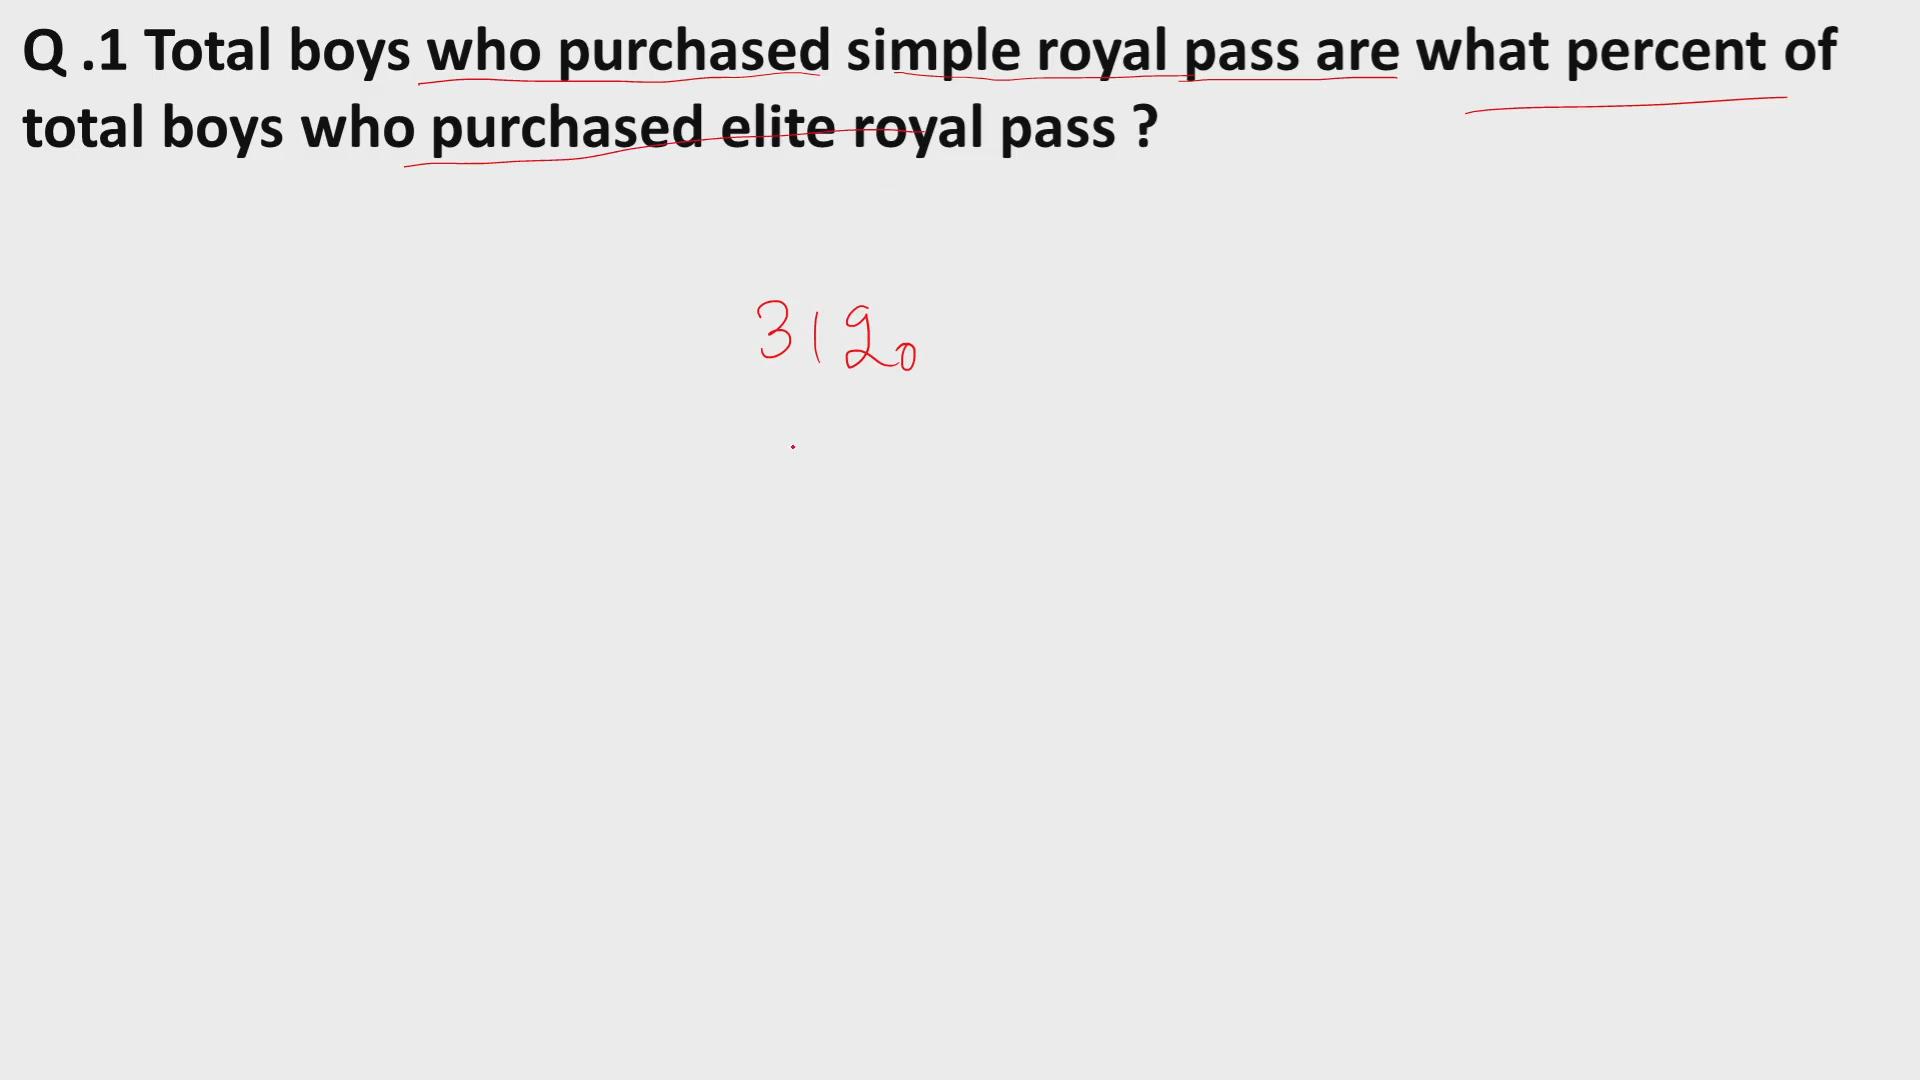 Q .1 Total boys who purchased simple royal pass are what percent of
total boys who purchased elite royal pass ?
3120